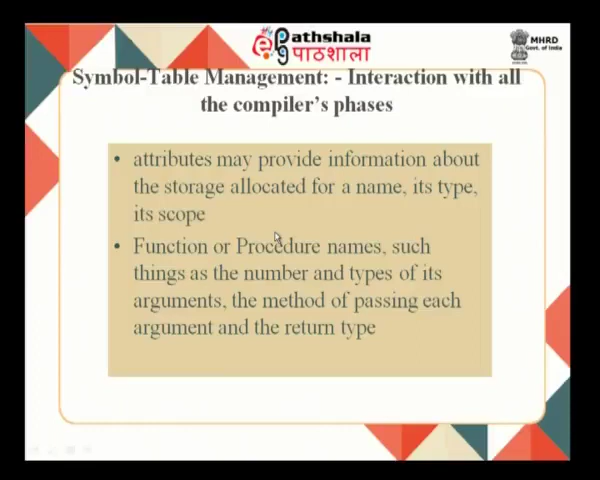 Pathshala
पाठशाला
MHRD
Govt. of India
Symbol-Table Management: - Interaction with all
the compiler's phases
• attributes may provide information about
the storage allocated for a name, its type,
its scope
• Function or Procedure names, such
things as the number and types of its
arguments, the method of passing each
argument and the return type